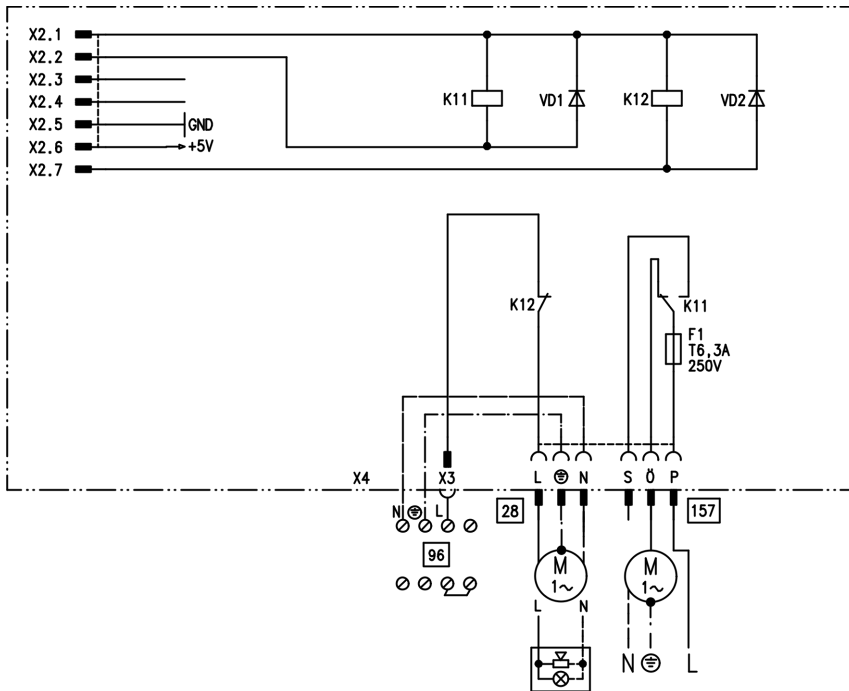 X2.1
X2.2
X2.3
X2.4
X2.5 GND
X2.6 +5V
X2.7
K11 VD1 K12 VD2
K12 K11
F1
T6,3A
250V
X4 X3 L N S Ö P
N L 28 157
96
M M
1~ 1~
L N
N L